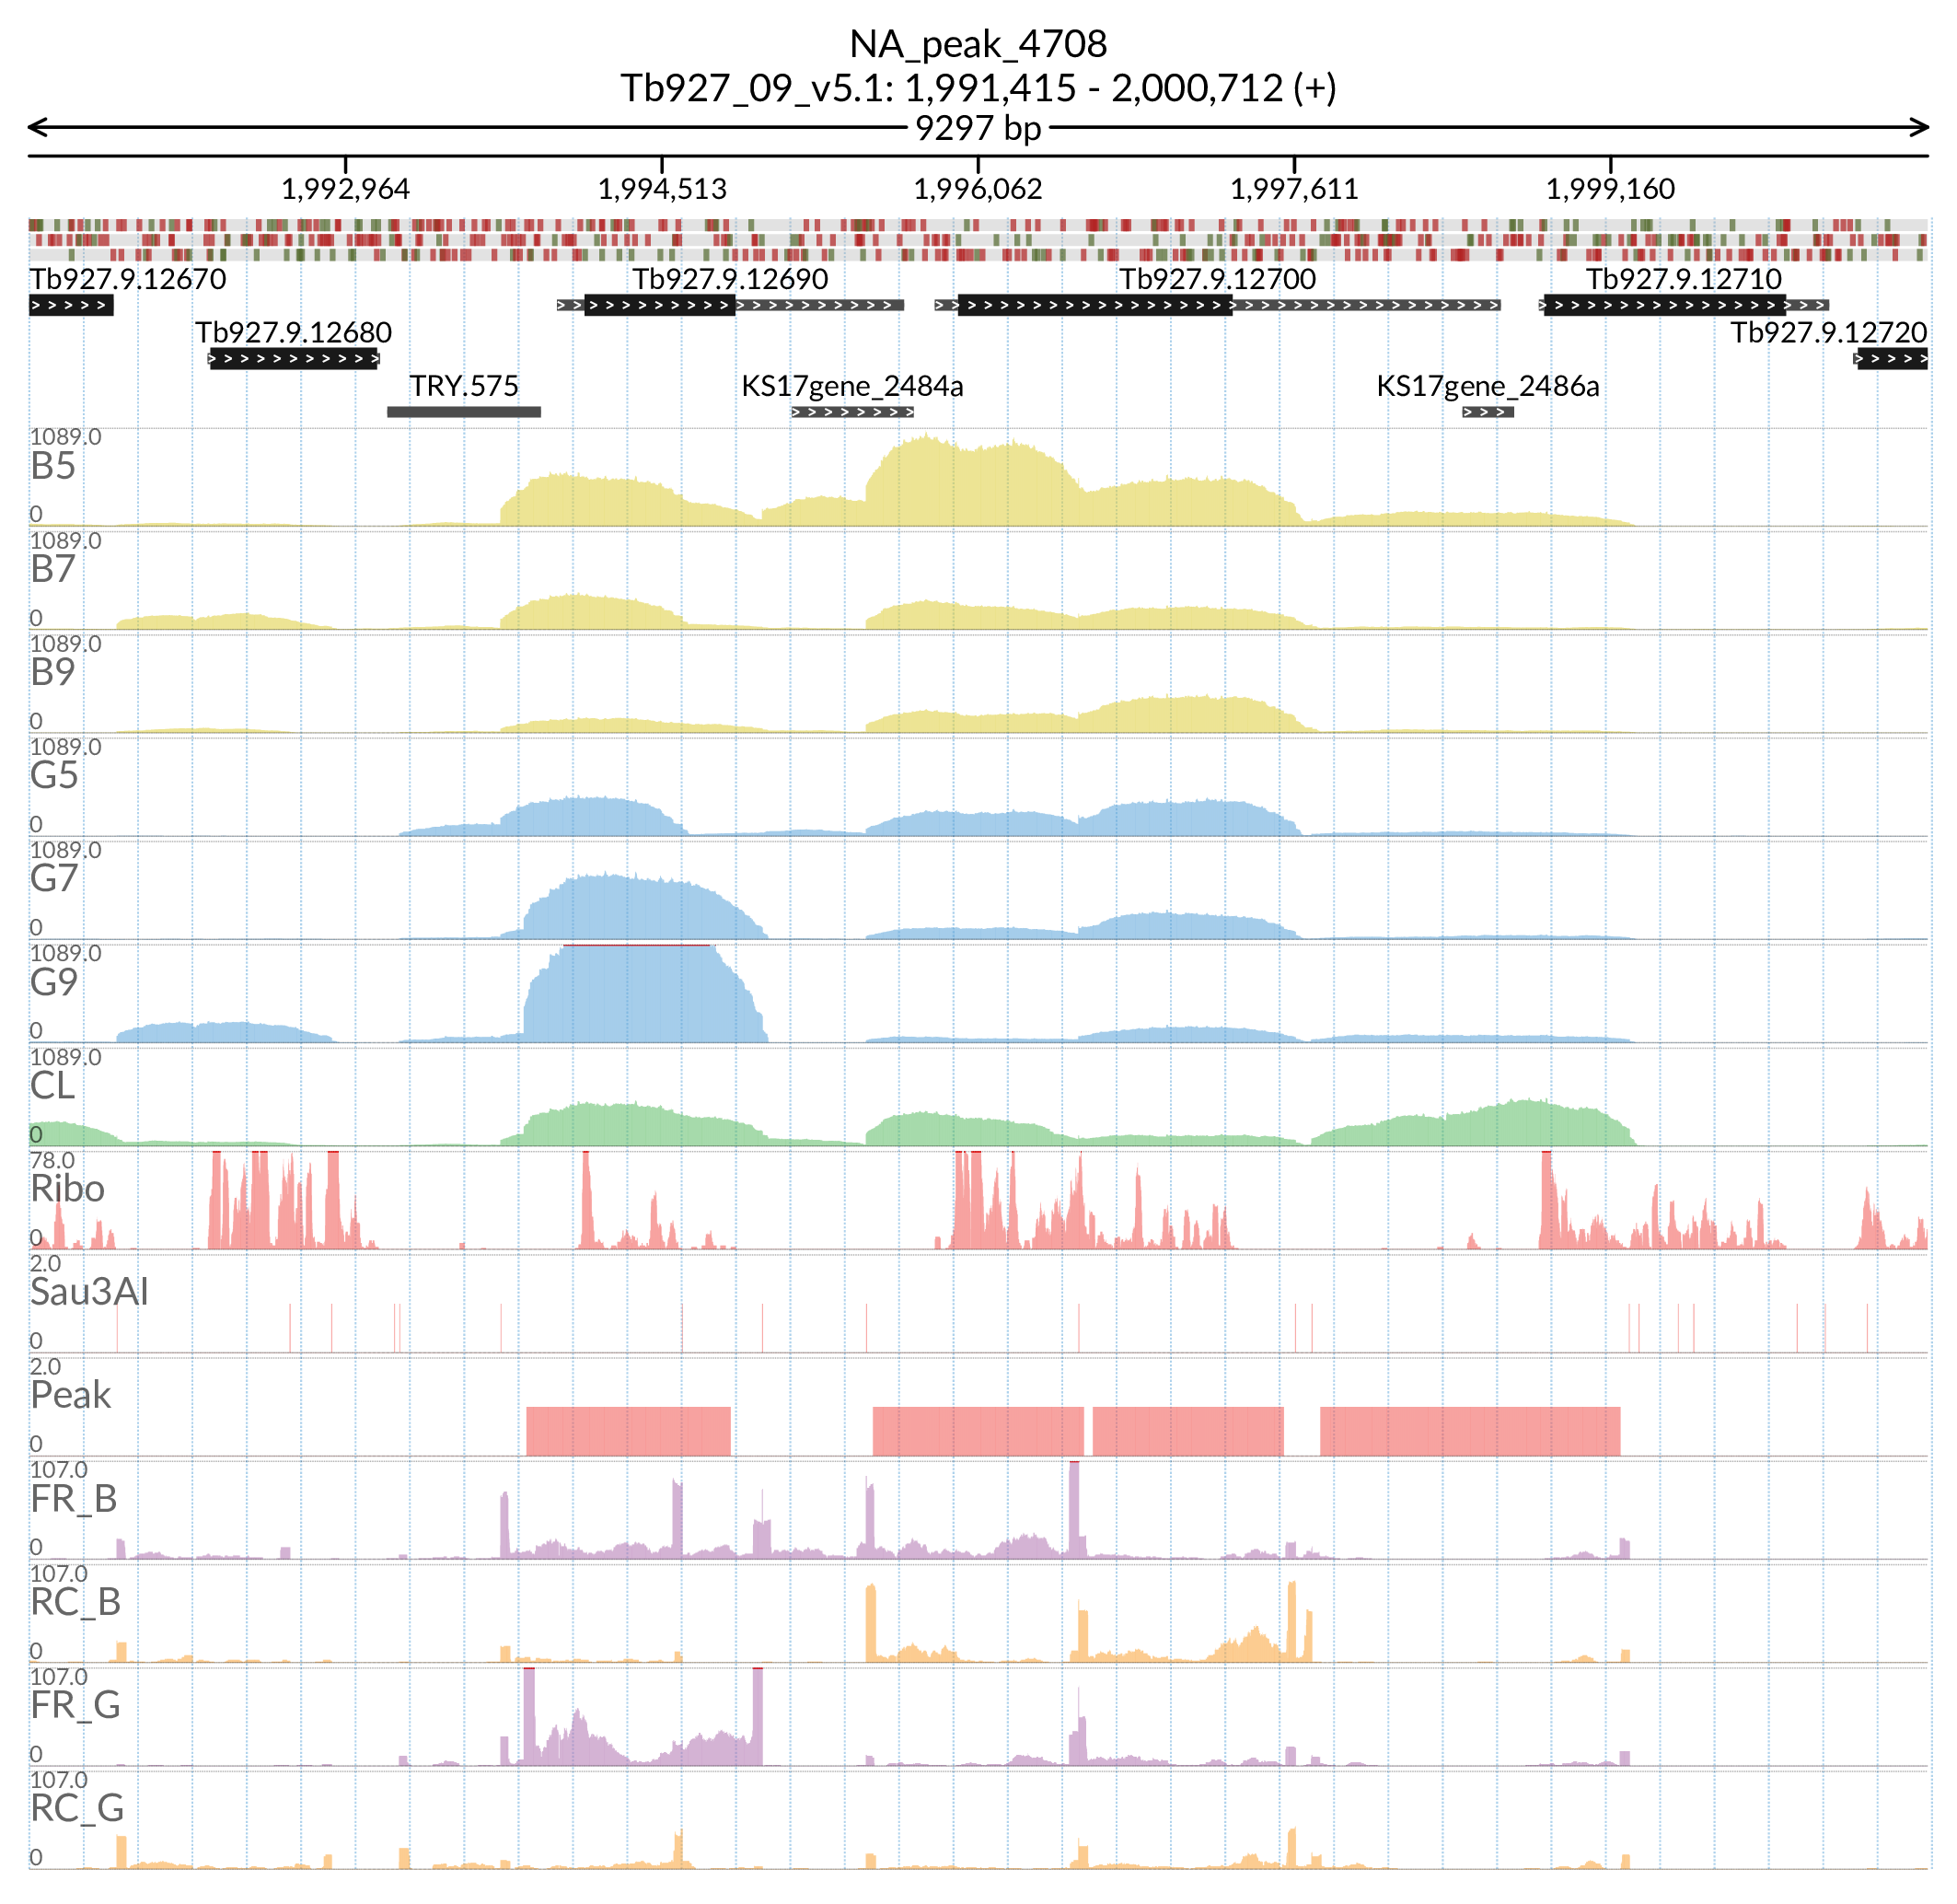 NA_peak_4708
Tb927_09_v5.1: 1,991,415 - 2,000,712 (+)
9297 bp
1,992,964 1,994,513 1,996,062 1,997,611 1,999,160
Tb927.9.12670 Tb927.9.12690 Tb927.9.12700 Tb927.9.12710
Tb927.9.12680 Tb927.9.12720
TRY.575 KS17gene_2484a KS17gene_2486a
1089.0
B5
0
1089.0
B7
0
1089.0
B9
0
1089.0
G5
0
1089.0
G7
0
1089.0
G9
0
1089.0
CL
0
78.0
Ribo
0
2.0
Sau3AI
0
2.0
Peak
0
107.0
FR_B
0
107.0
RC_B
0
107.0
FR_G
0
107.0
RC_G
0